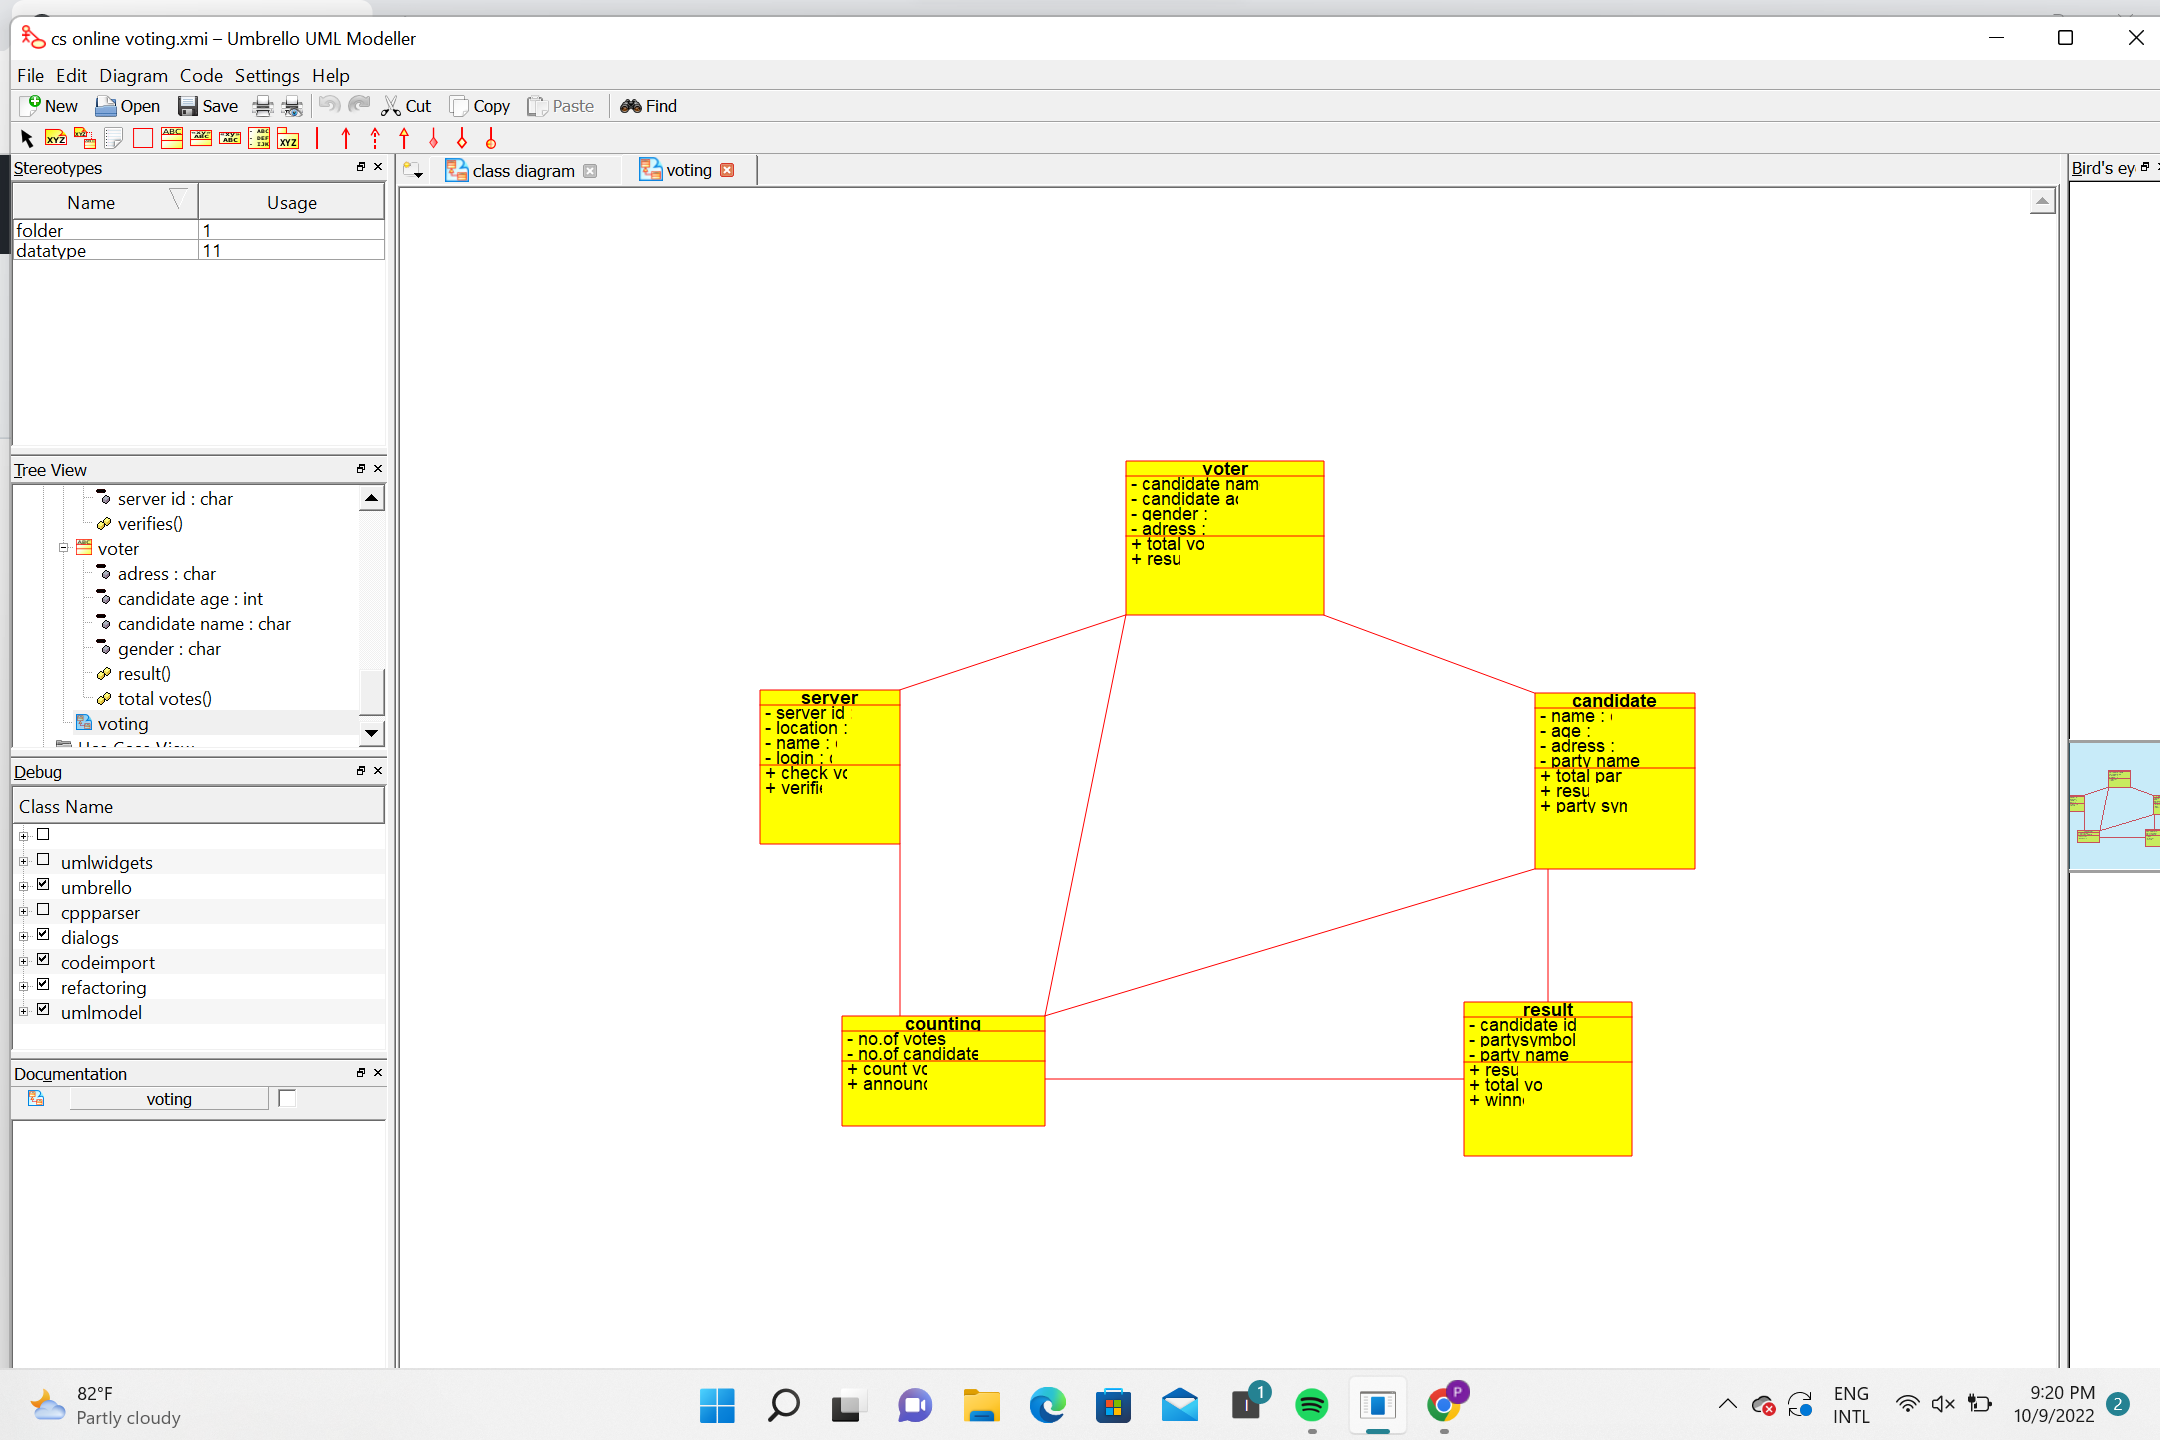 cs online voting.xmi – Umbrello UML Modeller
File Edit Diagram Code Settings Help
New Open Save Cut Copy Paste Find
Stereotypes
Name Usage
folder 1
datatype 11
Tree View
server id : char
verifies()
voter
adress : char
candidate age : int
candidate name : char
gender : char
result()
total votes()
voting
Debug
Class Name
umlwidgets
umbrello
cppparser
dialogs
codeimport
refactoring
umlmodel
Documentation
voting
class diagram
voting
Bird's ey
voter
- candidate nam
- candidate
- gender :
- adress :
+ total vo
+ resu
server
- server id
- location :
- name :
- login :
+ check
+ verifi
candidate
- name :
- age :
- adress :
- party name
+ total par
+ resu
+ party sym
counting
- no.of votes
- no.of candidate
+ count
+ announ
result
- candidate id
- partysymbol
- party name
+ resu
+ total vo
+ winn
82°F
Partly cloudy
1
P
ENG
INTL
9:20 PM
10/9/2022
2